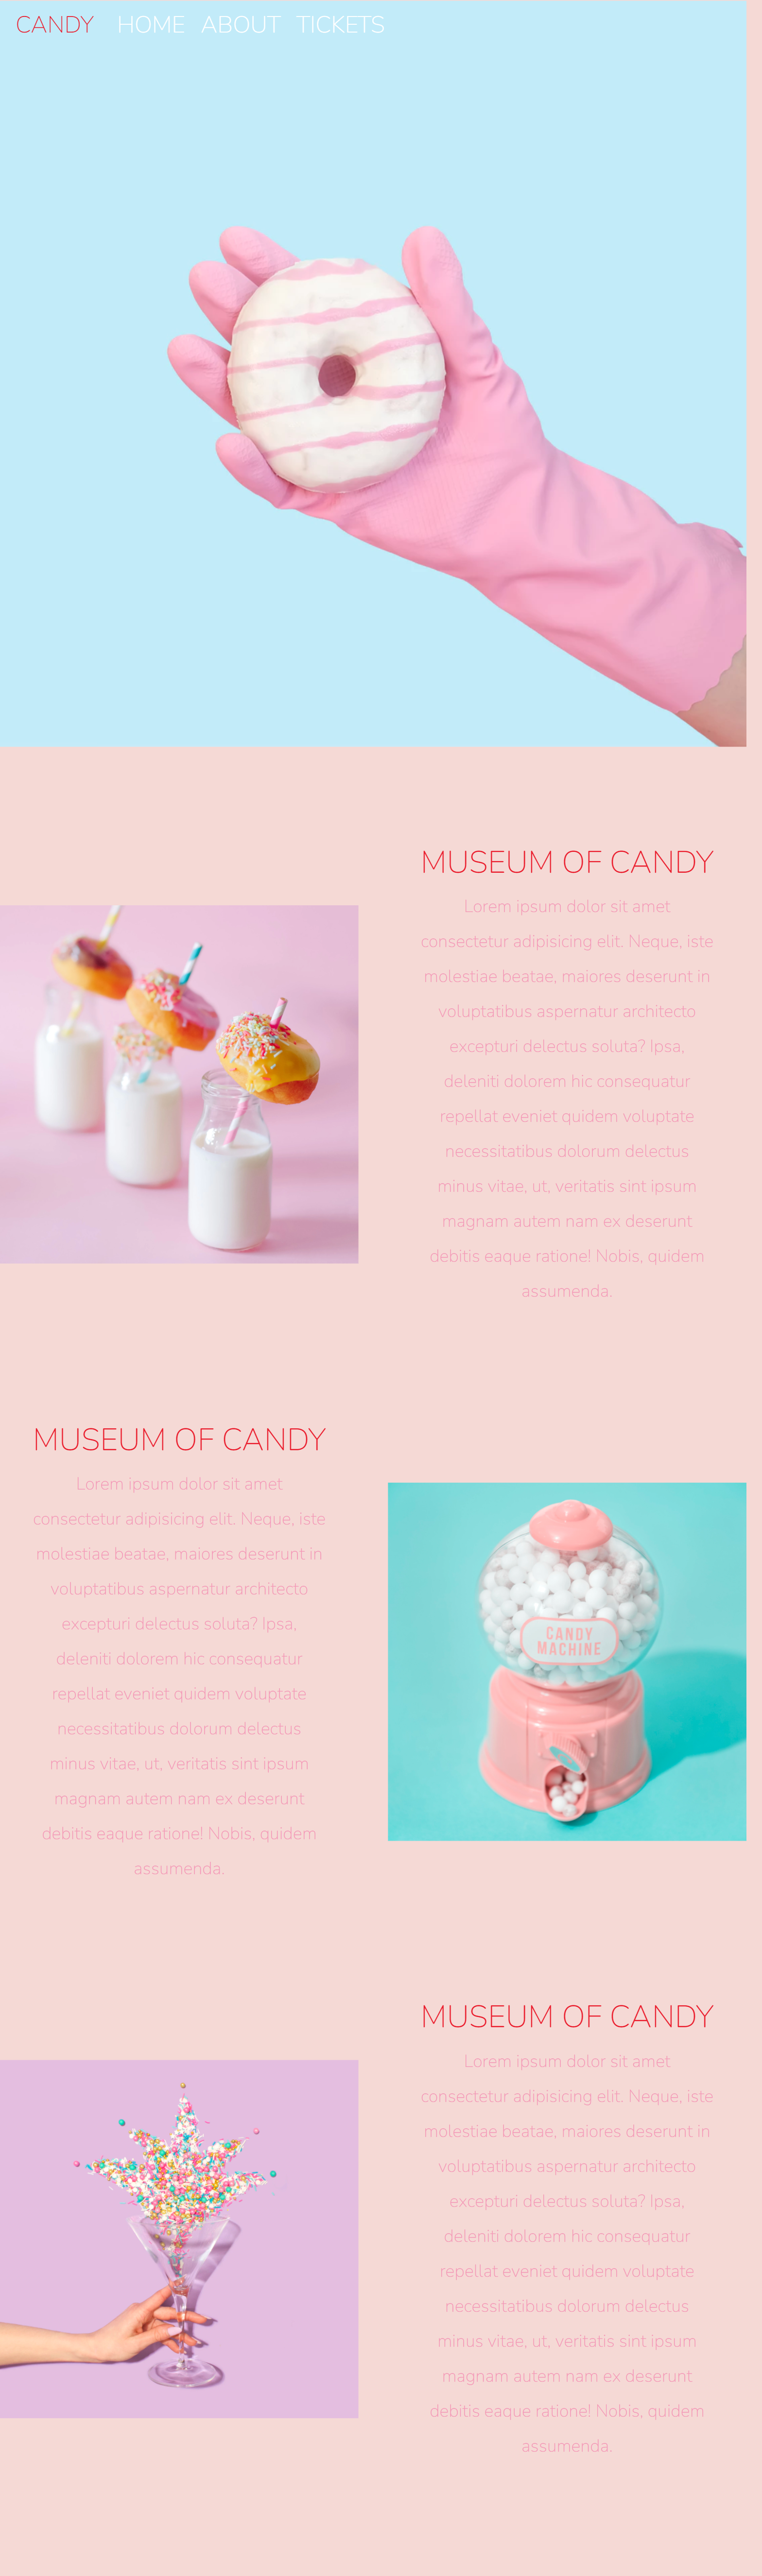 CANDY HOME ABOUT TICKETS
MUSEUM OF CANDY
Lorem ipsum dolor sit amet
consectetur adipisicing elit. Neque, iste
molestiae beatae, maiores deserunt in
voluptatibus aspernatur architecto
excepturi delectus soluta? Ipsa,
deleniti dolorem hic consequatur
repellat eveniet quidem voluptate
necessitatibus dolorum delectus
minus vitae, ut, veritatis sint ipsum
magnam autem nam ex deserunt
debitis eaque ratione! Nobis, quidem
assumenda.
MUSEUM OF CANDY
Lorem ipsum dolor sit amet
consectetur adipisicing elit. Neque, iste
molestiae beatae, maiores deserunt in
voluptatibus aspernatur architecto
excepturi delectus soluta? Ipsa,
deleniti dolorem hic consequatur
repellat eveniet quidem voluptate
necessitatibus dolorum delectus
minus vitae, ut, veritatis sint ipsum
magnam autem nam ex deserunt
debitis eaque ratione! Nobis, quidem
assumenda.
CANDY
MACHINE
MUSEUM OF CANDY
Lorem ipsum dolor sit amet
consectetur adipisicing elit. Neque, iste
molestiae beatae, maiores deserunt in
voluptatibus aspernatur architecto
excepturi delectus soluta? Ipsa,
deleniti dolorem hic consequatur
repellat eveniet quidem voluptate
necessitatibus dolorum delectus
minus vitae, ut, veritatis sint ipsum
magnam autem nam ex deserunt
debitis eaque ratione! Nobis, quidem
assumenda.